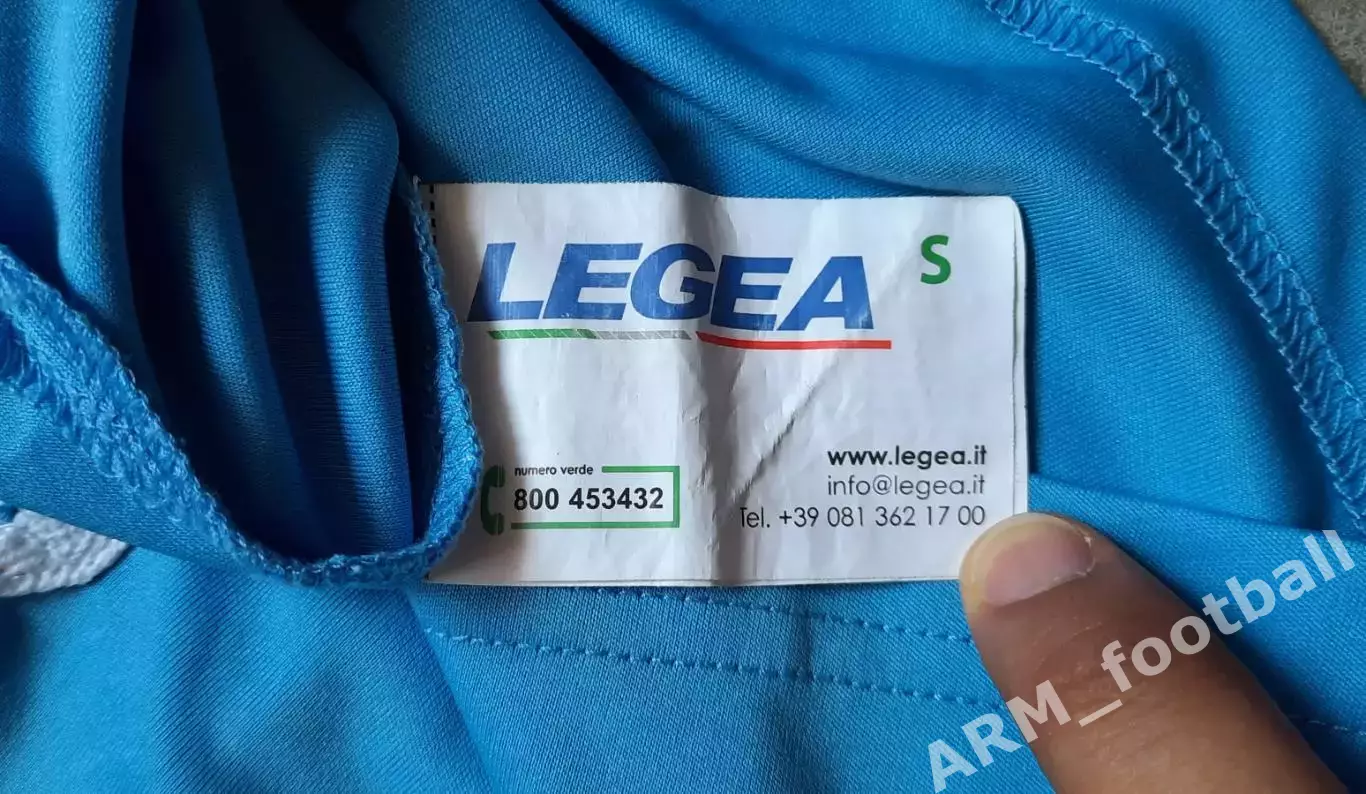 LEGEA
S
numero verde
800 453432
www.legea.it
info@legea.it
Tel. +39 081 362 17 00
ARM_football